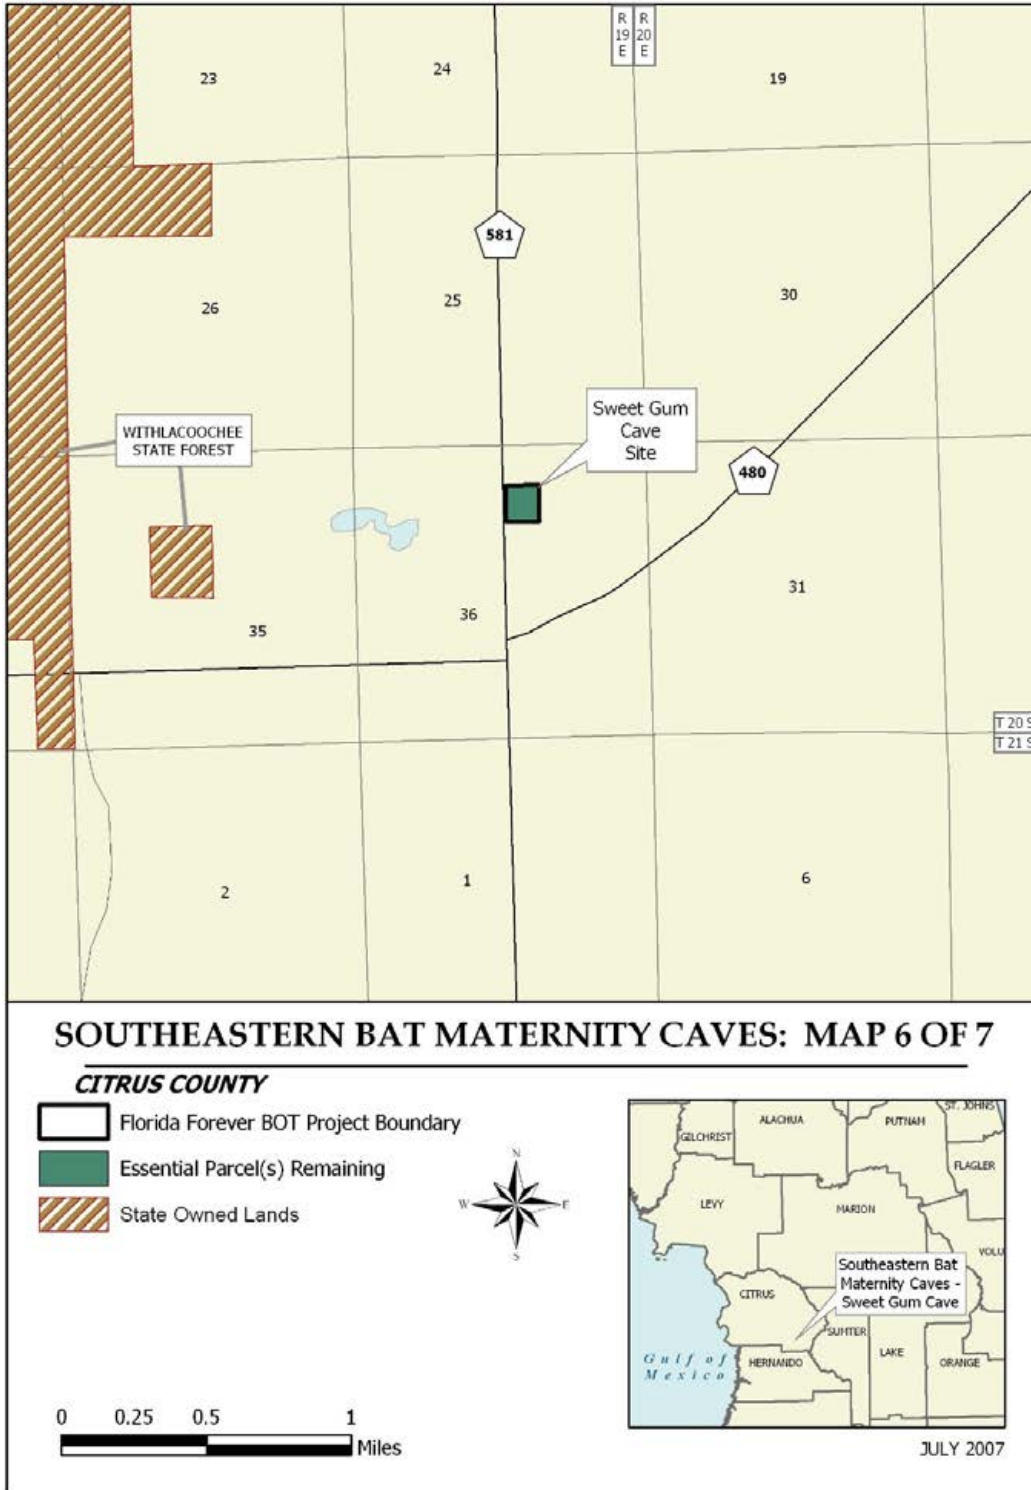 R R
19 20
E E
23
24
19
581
26
25
30
Sweet Gum
Cave
Site
WITHLACOOCHEE
STATE FOREST
480
31
36
35
T 20 S
T 21 S
2
1
6
SOUTHEASTERN BAT MATERNITY CAVES: MAP 6 OF 7
CITRUS COUNTY
Florida Forever BOT Project Boundary
Essential Parcel(s) Remaining
State Owned Lands
N
W E
S
ST. JOHNS
ALACHUA
PUTNAM
GILCHRIST
FLAGLER
LEVY
MARION
VOLU
Southeastern Bat
Maternity Caves -
Sweet Gum Cave
CITRUS
SUMTER
LAKE
ORANGE
HERNANDO
Gulf of
Mexico
0 0.25 0.5 1
Miles
JULY 2007